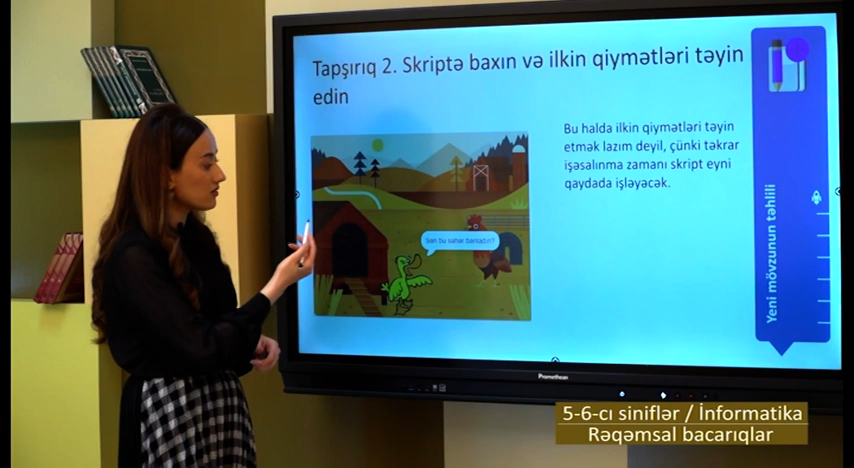 Tapşırıq 2. Skriptə baxın və ilkin qiymətləri təyin
edin
Bu halda ilkin qiymətləri təyin
etmək lazım deyil, çünki təkrar
işəsalınma zamanı skript eyni
qaydada işləyəcək.
Sən bu səhər banladın?
Yeni mövzunun təhlili
Promethean
5-6-cı siniflər / İnformatika
Rəqəmsal bacarıqlar